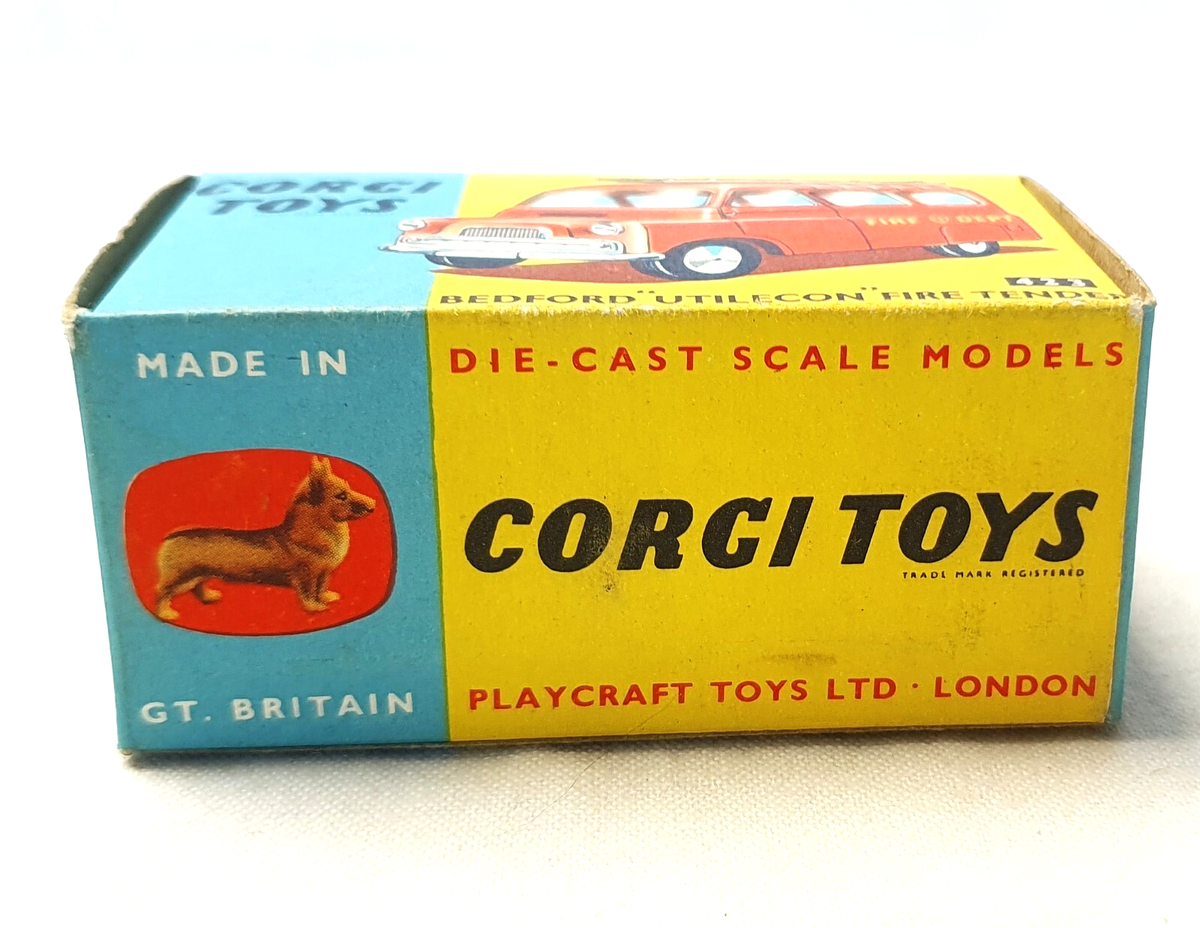 CORGI
TOYS
FIRE DEPT
423
BEDFORD "UTILECON" FIRE TENDER
MADE IN
DIE-CAST SCALE MODELS
CORGI TOYS
TRADE MARK REGISTERED
GT. BRITAIN
PLAYCRAFT TOYS LTD · LONDON